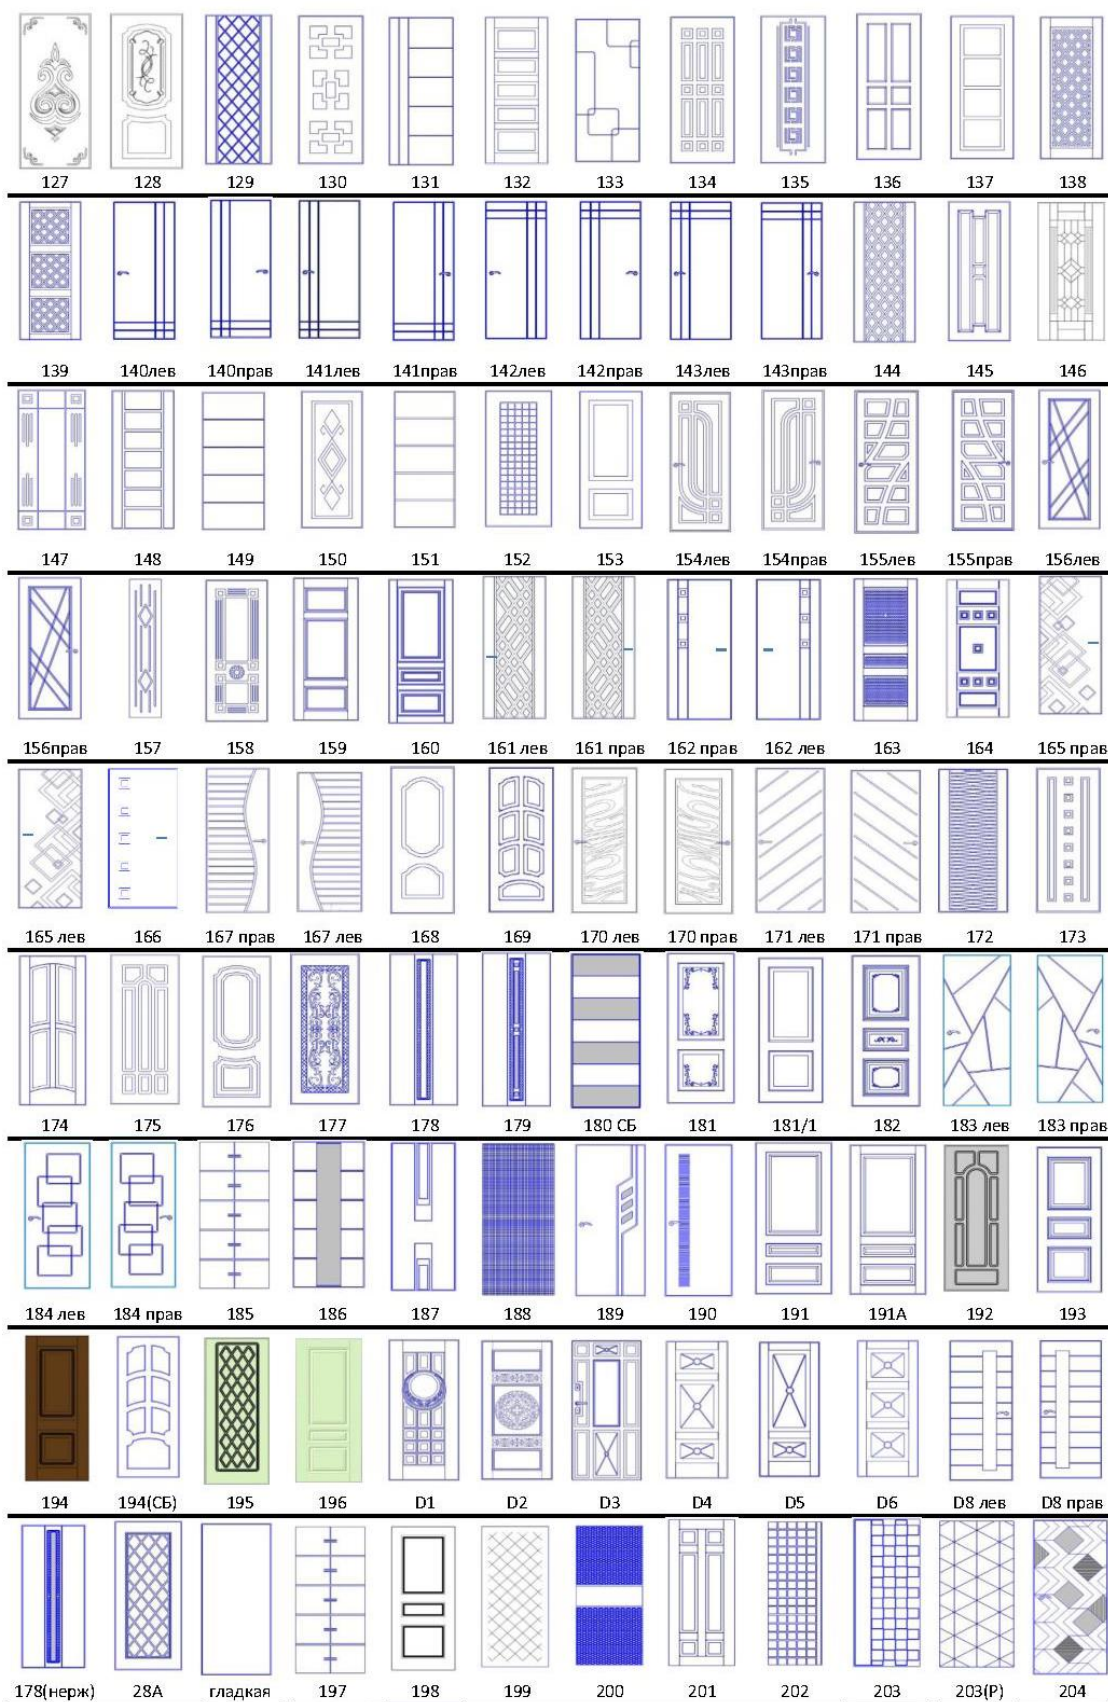 127 128 129 130 131 132 133 134 135 136 137 138
139 140лев 140прав 141лев 141прав 142лев 142прав 143лев 143прав 144 145 146
147 148 149 150 151 152 153 154лев 154прав 155лев 155прав 156лев
156прав 157 158 159 160 161 лев 161 прав 162 прав 162 лев 163 164 165 прав
165 лев 166 167 прав 167 лев 168 169 170 лев 170 прав 171 лев 171 прав 172 173
174 175 176 177 178 179 180 СБ 181 181/1 182 183 лев 183 прав
184 лев 184 прав 185 186 187 188 189 190 191 191А 192 193
194 194(СБ) 195 196 D1 D2 D3 D4 D5 D6 D8 лев D8 прав
178(нерж) 28А гладкая 197 198 199 200 201 202 203 203(Р) 204